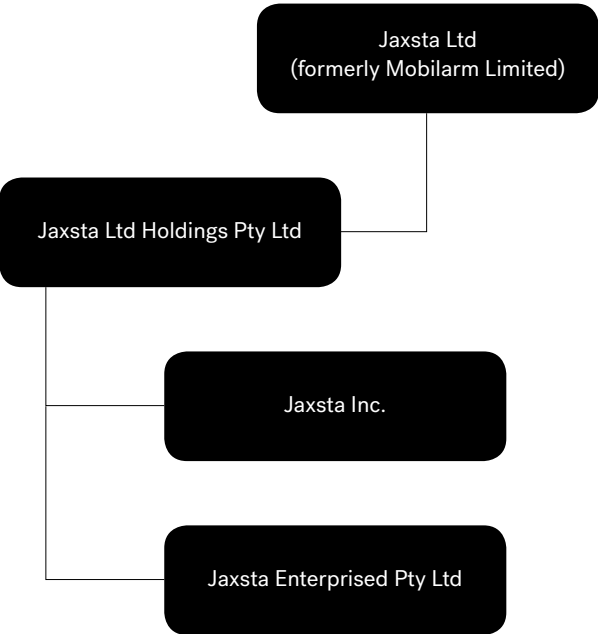 Jaxsta Ltd
(formerly Mobilarm Limited)
Jaxsta Ltd Holdings Pty Ltd
Jaxsta Inc.
Jaxsta Enterprised Pty Ltd